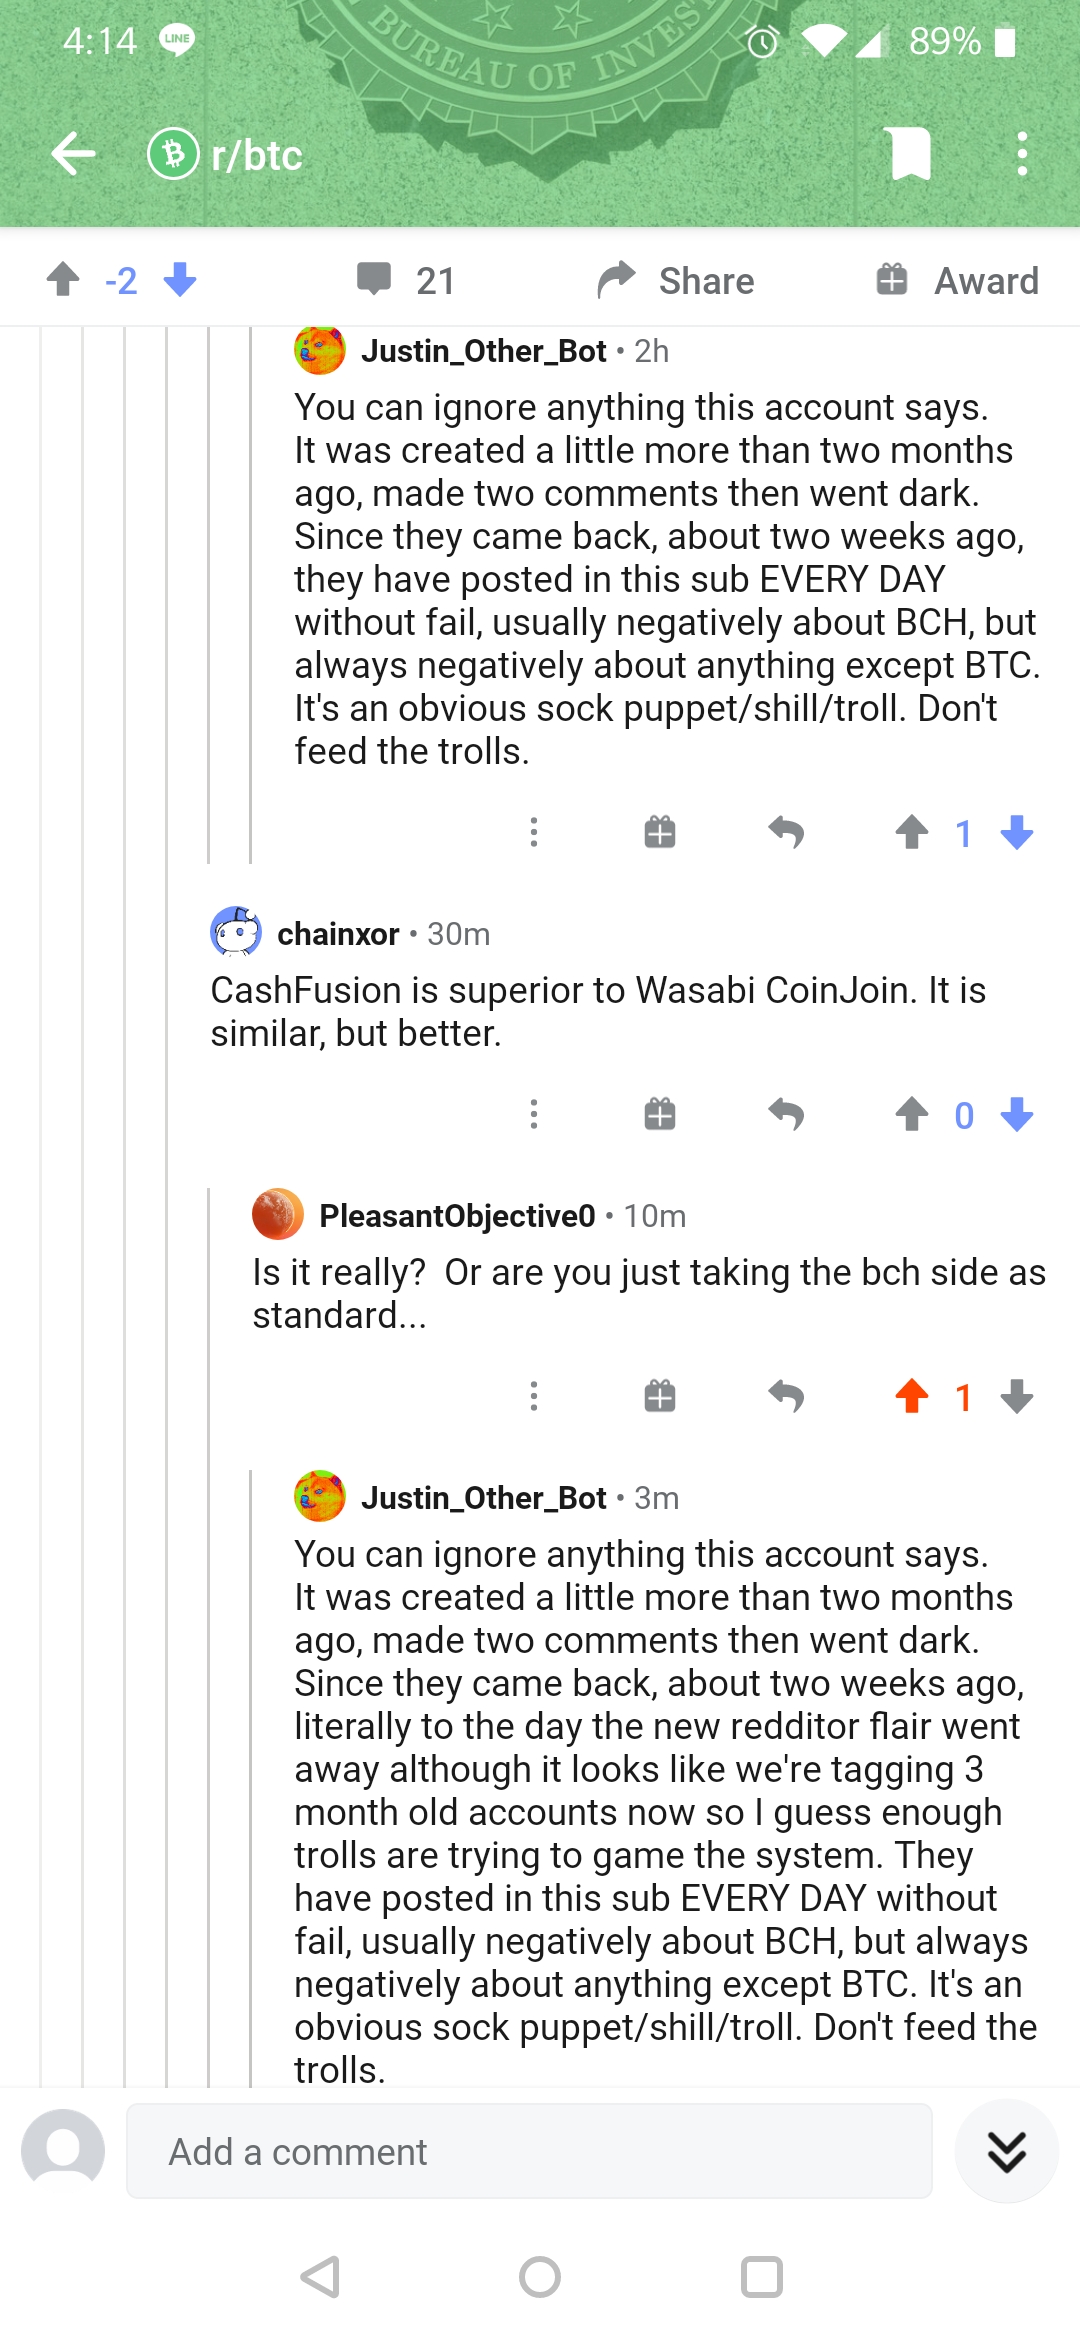 BUREAU OF INVES
4:14 LINE 89%
r/btc
-2 21 Share Award
Justin_Other_Bot • 2h
You can ignore anything this account says.
It was created a little more than two months
ago, made two comments then went dark.
Since they came back, about two weeks ago,
they have posted in this sub EVERY DAY
without fail, usually negatively about BCH, but
always negatively about anything except BTC.
It's an obvious sock puppet/shill/troll. Don't
feed the trolls.
1
chainxor • 30m
CashFusion is superior to Wasabi CoinJoin. It is
similar, but better.
0
PleasantObjective0 • 10m
Is it really?  Or are you just taking the bch side as
standard...
1
Justin_Other_Bot • 3m
You can ignore anything this account says.
It was created a little more than two months
ago, made two comments then went dark.
Since they came back, about two weeks ago,
literally to the day the new redditor flair went
away although it looks like we're tagging 3
month old accounts now so I guess enough
trolls are trying to game the system. They
have posted in this sub EVERY DAY without
fail, usually negatively about BCH, but always
negatively about anything except BTC. It's an
obvious sock puppet/shill/troll. Don't feed the
trolls.
Add a comment